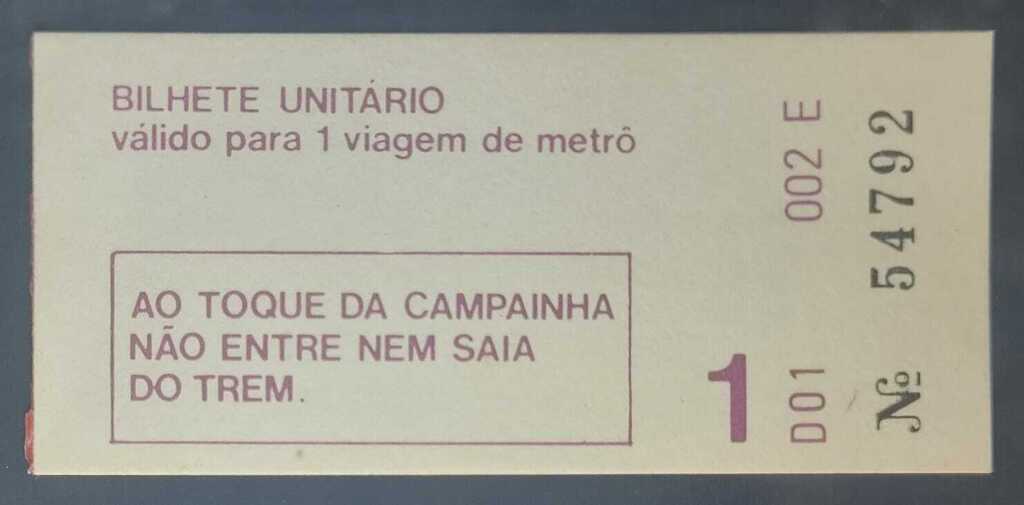 BILHETE UNITÁRIO
válido para 1 viagem de metrô
AO TOQUE DA CAMPAINHA
NÃO ENTRE NEM SAIA
DO TREM.
1
D01 002 E
Nº 54792